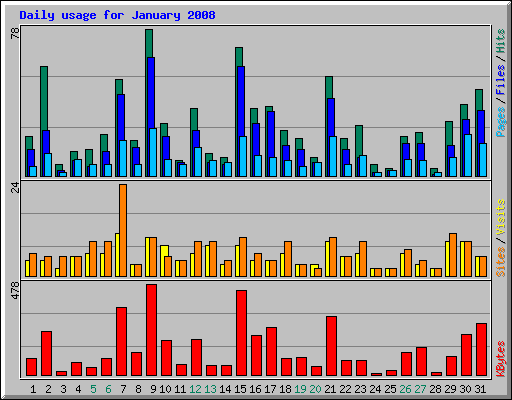 Daily usage for January 2008
78
Pages / Files / Hits
24
Sites / Visits
478
KBytes
1 2 3 4 5 6 7 8 9 10 11 12 13 14 15 16 17 18 19 20 21 22 23 24 25 26 27 28 29 30 31